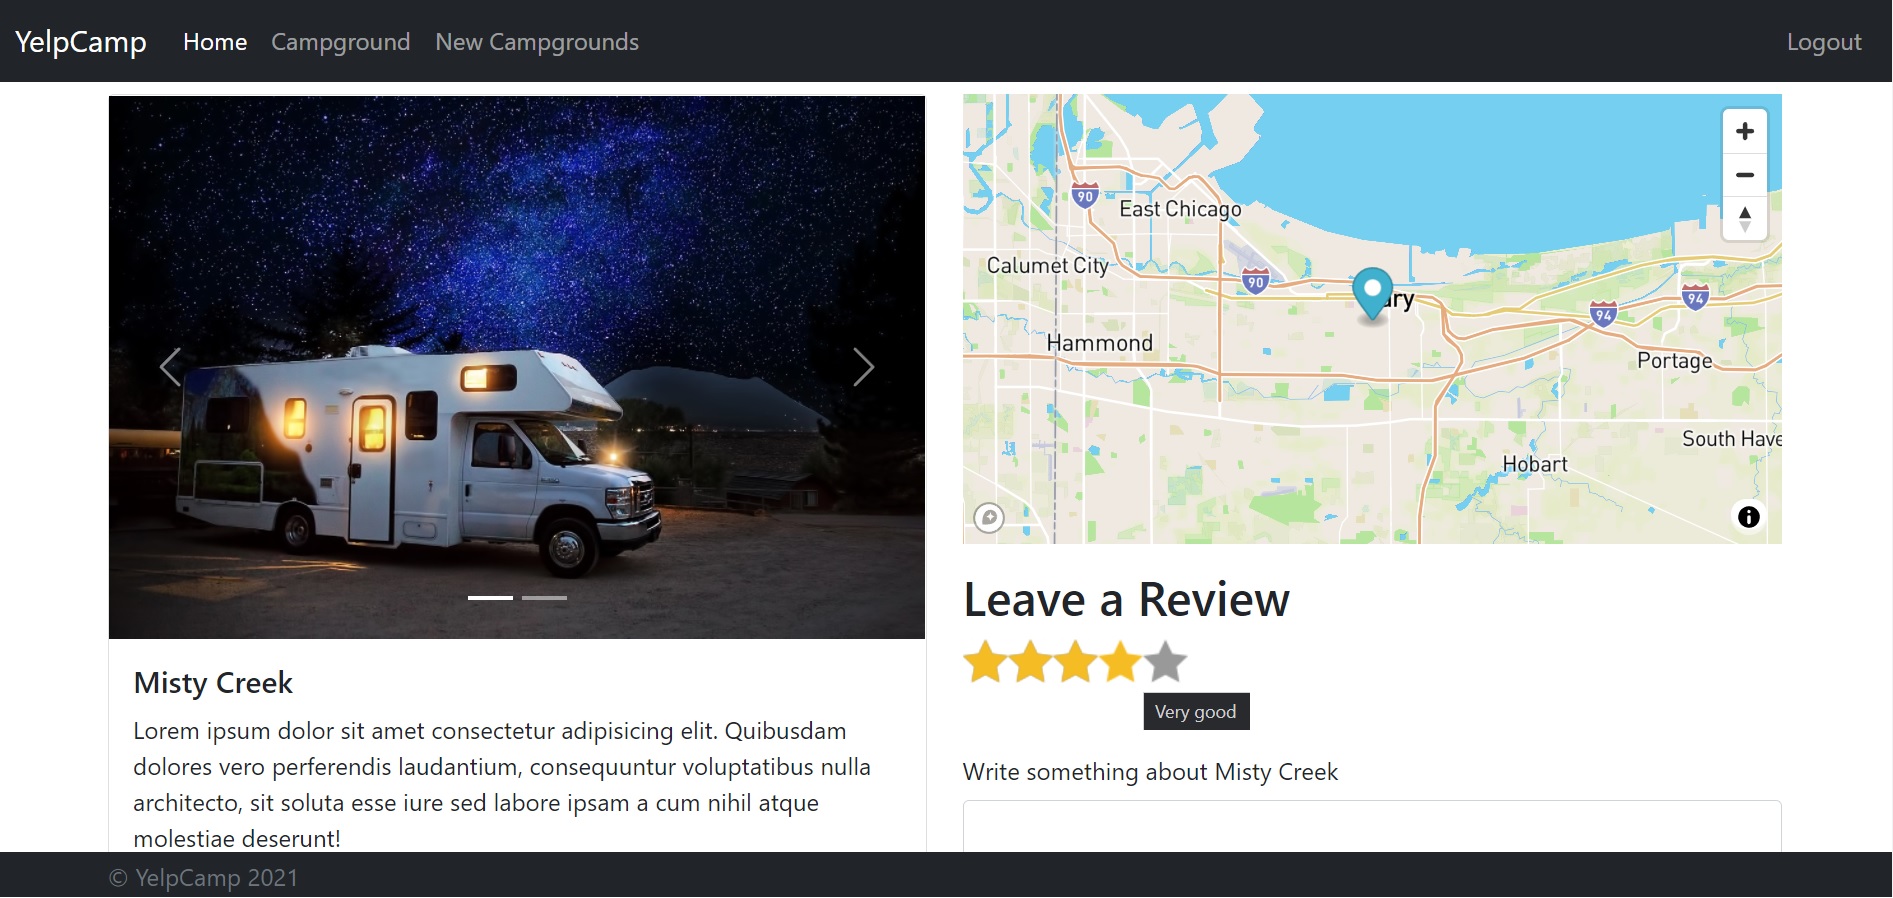 YelpCamp Home Campground New Campgrounds Logout
Misty Creek
Lorem ipsum dolor sit amet consectetur adipisicing elit. Quibusdam
dolores vero perferendis laudantium, consequuntur voluptatibus nulla
architecto, sit soluta esse iure sed labore ipsam a cum nihil atque
molestiae deserunt!
90
East Chicago
Calumet City
90
94
94
Hammond
Portage
South Have
Hobart
Leave a Review
Very good
Write something about Misty Creek
© YelpCamp 2021